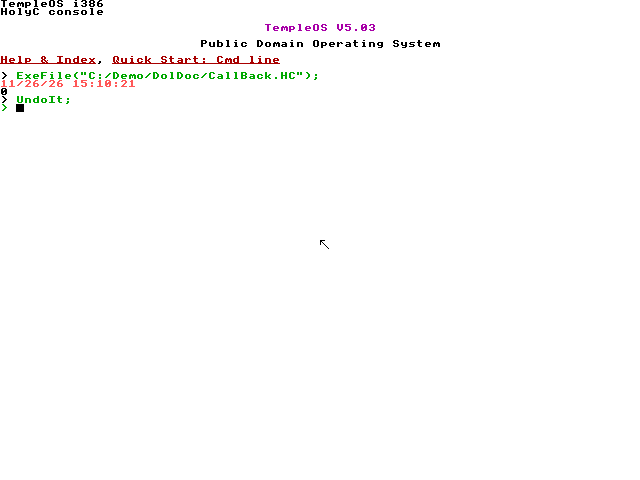 TempleOS i386
HolyC console
TempleOS V5.03
Public Domain Operating System
Help & Index, Quick Start: Cmd line
> ExeFile("C:/Demo/DolDoc/CallBack.HC");
11/26/26 15:10:21
0
> UndoIt;
>